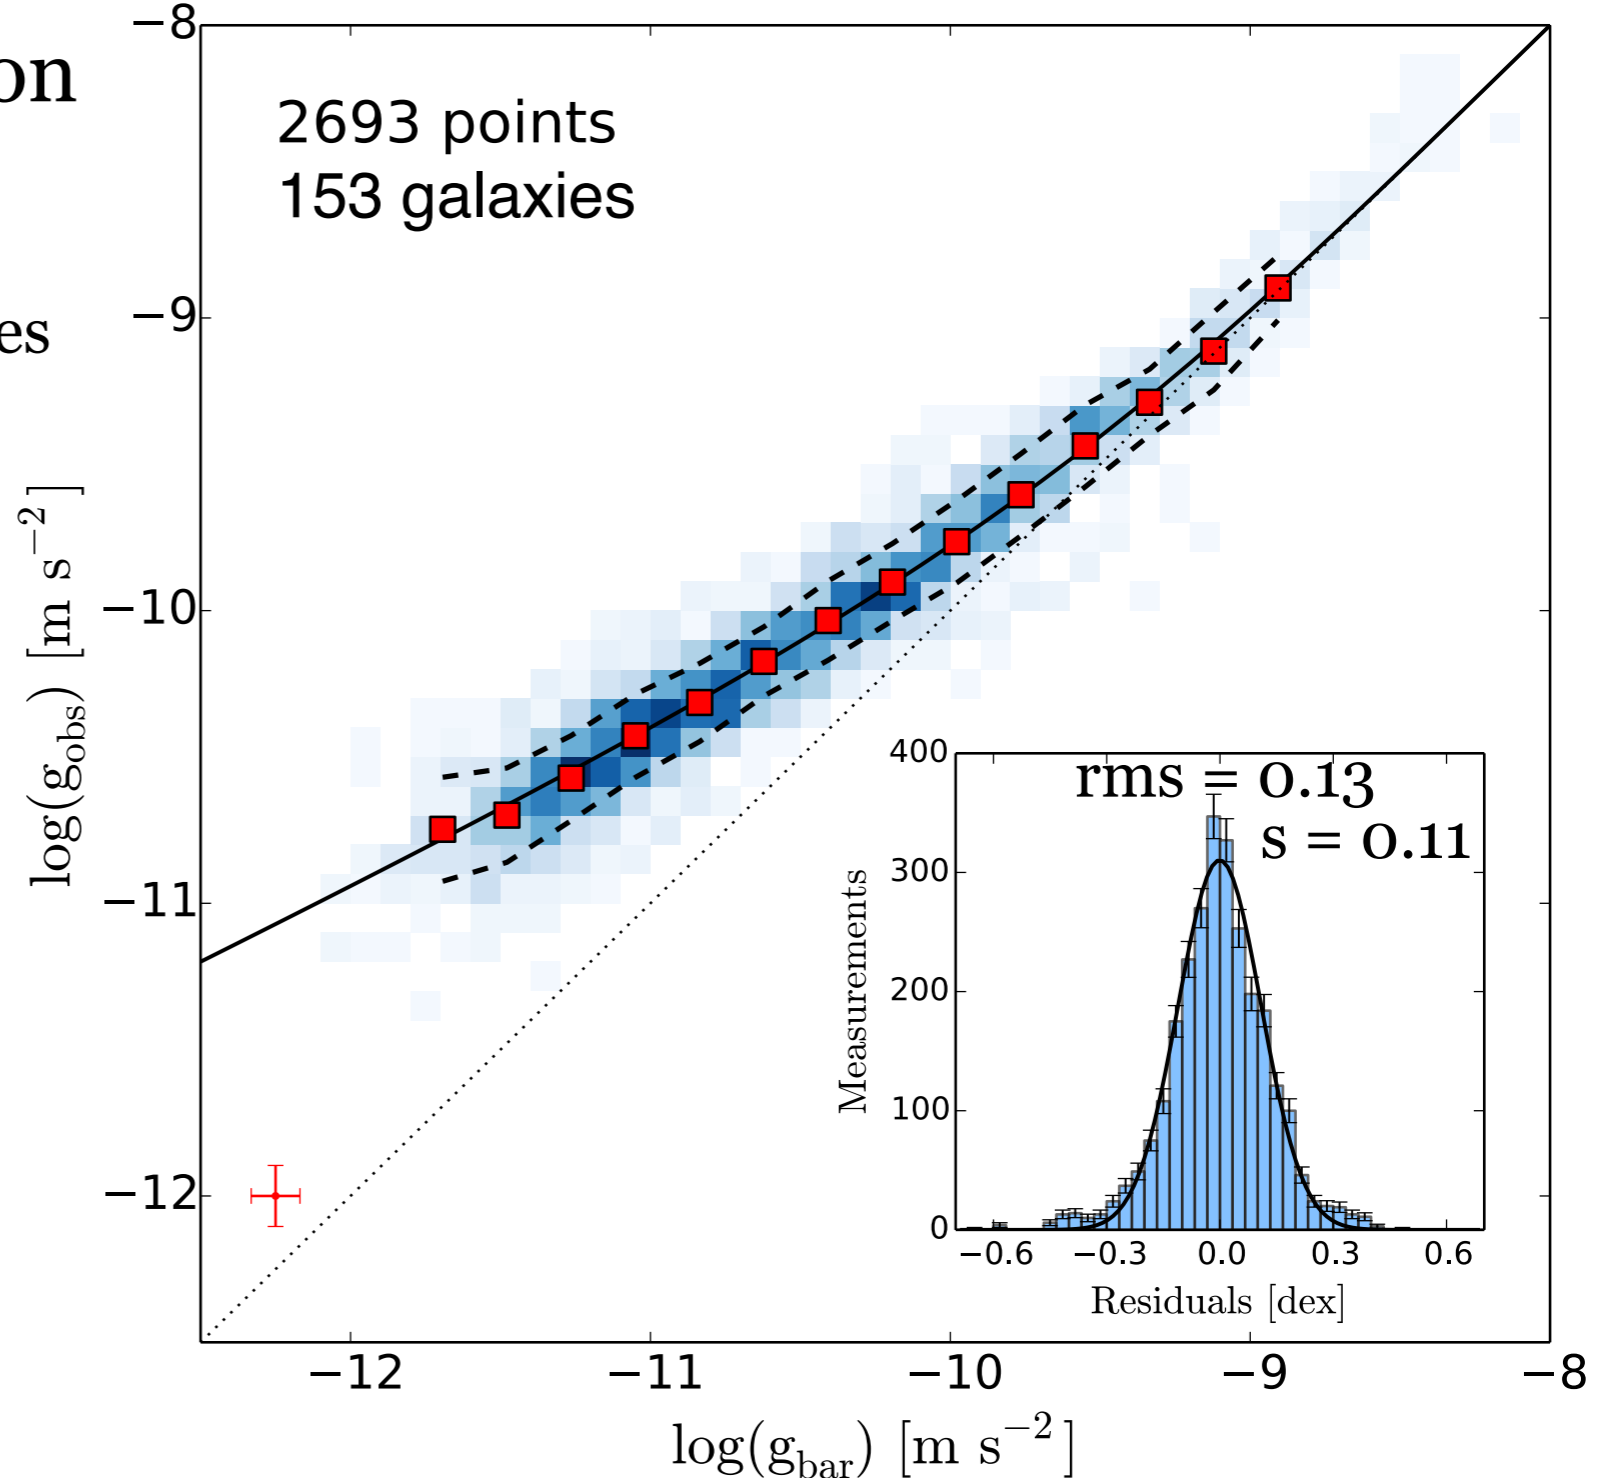 on
es
2693 points
153 galaxies
−8
−9
−10
−11
−12
log(g_obs) [m s⁻²]
−12 −11 −10 −9 −8
log(g_bar) [m s⁻²]
rms = 0.13
s = 0.11
400
300
200
100
0
Measurements
−0.6 −0.3 0.0 0.3 0.6
Residuals [dex]